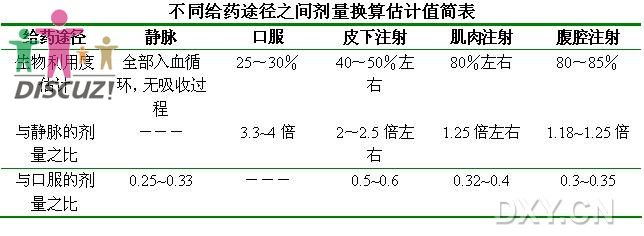 不同给药途径之间剂量换算估计值简表
给药途径 静脉 口服 皮下注射 肌肉注射 腹腔注射
生物利用度 全部入血循 25～30% 40～50%左 80%左右 80～85%
估计 环，无吸收过 右
程
DISCUZ!
与静脉的剂 －－－ 3.3~4 倍 2～2.5 倍左 1.25 倍左右 1.18~1.25 倍
量之比 右
与口服的剂 0.25~0.33 －－－ 0.5~0.6 0.32~0.4 0.3~0.35
量之比
DXY.CN